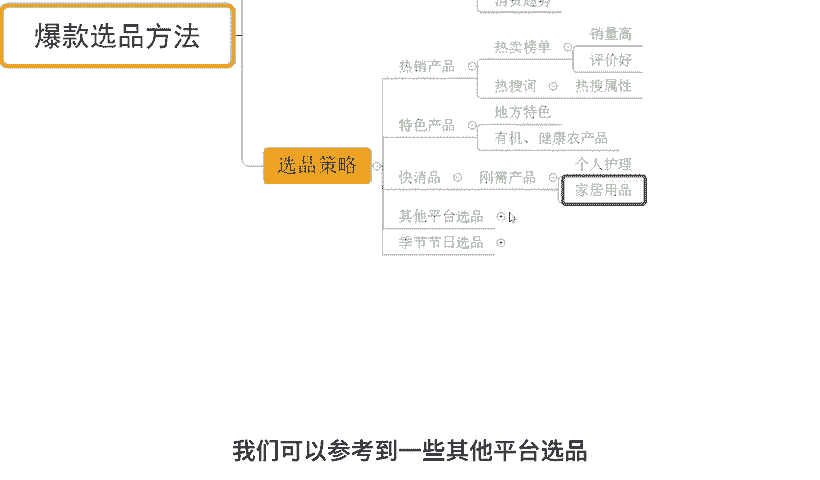 消费趋势
爆款选品方法
销量高
热卖榜单
评价好
热销产品
热搜词
热搜属性
地方特色
特色产品
有机、健康农产品
个人护理
快消品
刚需产品
家居用品
选品策略
其他平台选品
季节节日选品
我们可以参考到一些其他平台选品